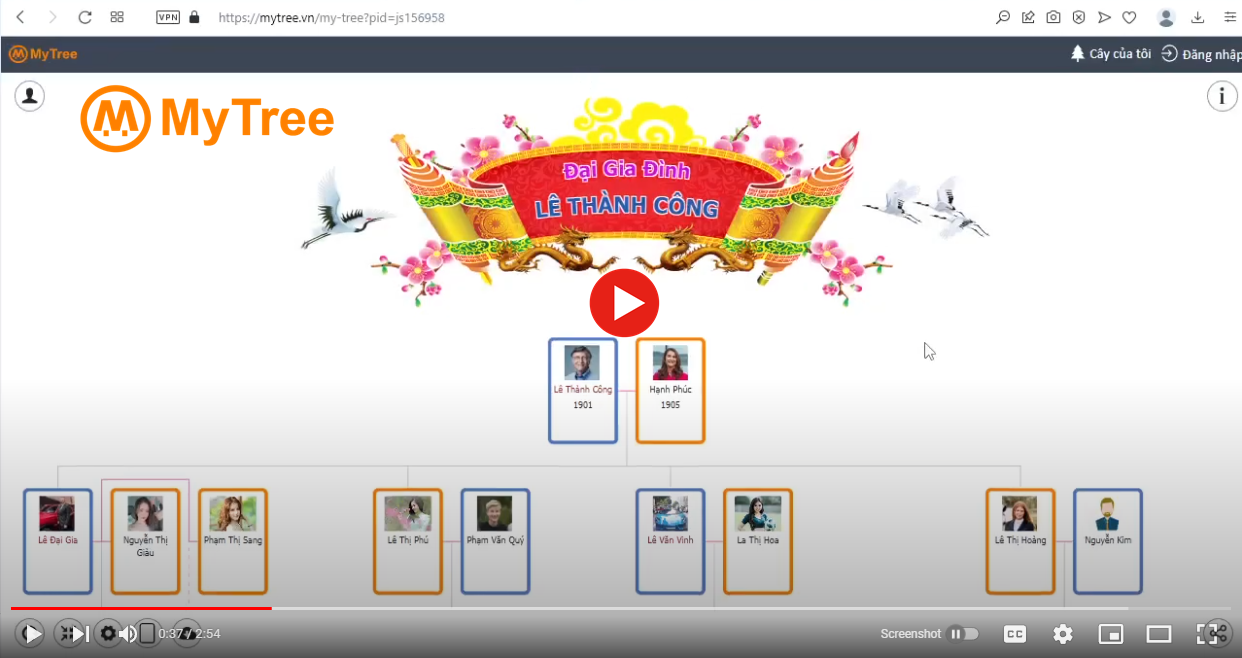 VPN
https://mytree.vn/my-tree?pid=js156958
MyTree
Cây của tôi
Đăng nhập
MyTree
i
Đại Gia Đình
LÊ THÀNH CÔNG
Lê Thành Công
1901
Hạnh Phúc
1905
Lê Đại Gia
Nguyễn Thị
Giàu
Phạm Thị Sang
Lê Thị Phú
Phạm Văn Quý
Lê Văn Vinh
La Thị Hoa
Lê Thị Hoàng
Nguyễn Kim
0:37 / 2:54
Screenshot
CC